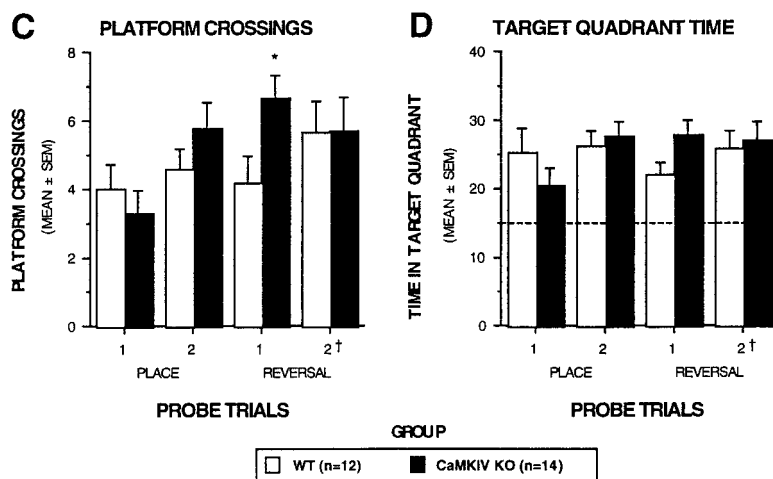 C PLATFORM CROSSINGS
PLATFORM CROSSINGS
(MEAN ± SEM)
8
6
4
2
0
*
1 2 1 2†
PLACE REVERSAL
PROBE TRIALS
D TARGET QUADRANT TIME
TIME IN TARGET QUADRANT
(MEAN ± SEM)
40
30
20
10
0
1 2 1 2†
PLACE REVERSAL
PROBE TRIALS
GROUP
WT (n=12) CaMKIV KO (n=14)